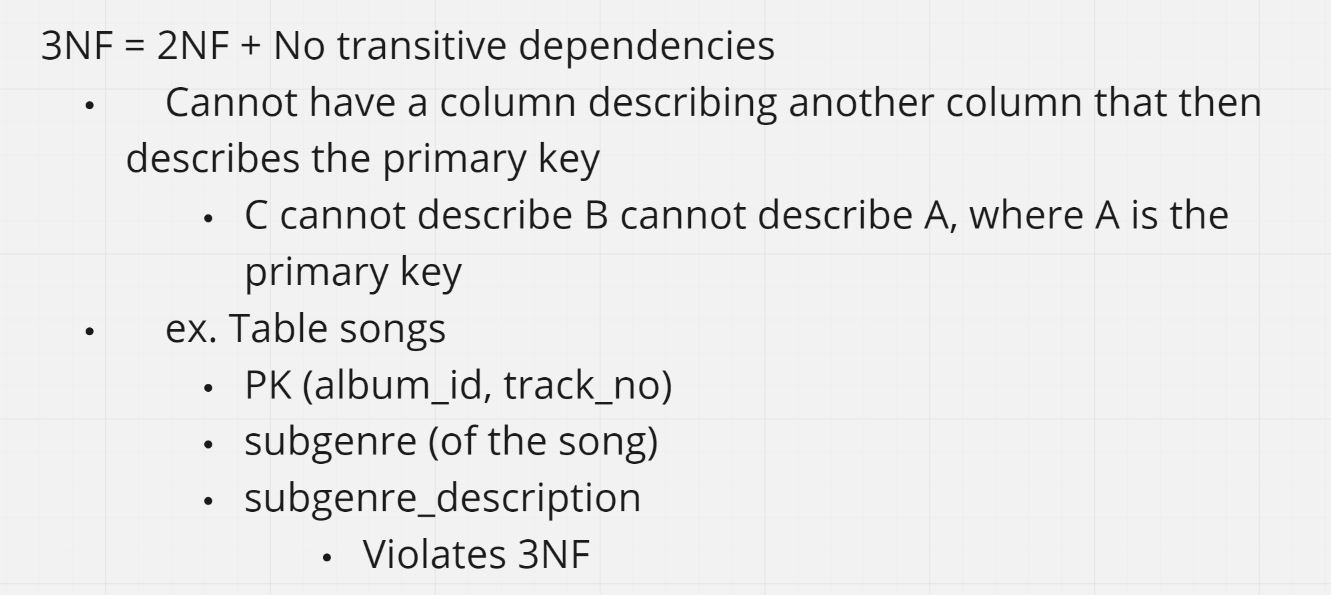 3NF = 2NF + No transitive dependencies
• Cannot have a column describing another column that then
describes the primary key
• C cannot describe B cannot describe A, where A is the
primary key
• ex. Table songs
• PK (album_id, track_no)
• subgenre (of the song)
• subgenre_description
• Violates 3NF